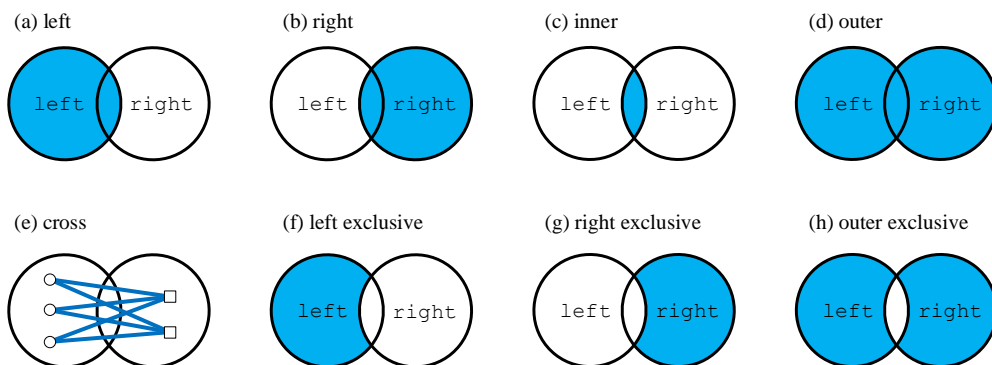 (a) left
(b) right
(c) inner
(d) outer
left right
left right
left right
left right
(e) cross
(f) left exclusive
(g) right exclusive
(h) outer exclusive
left right
left right
left right